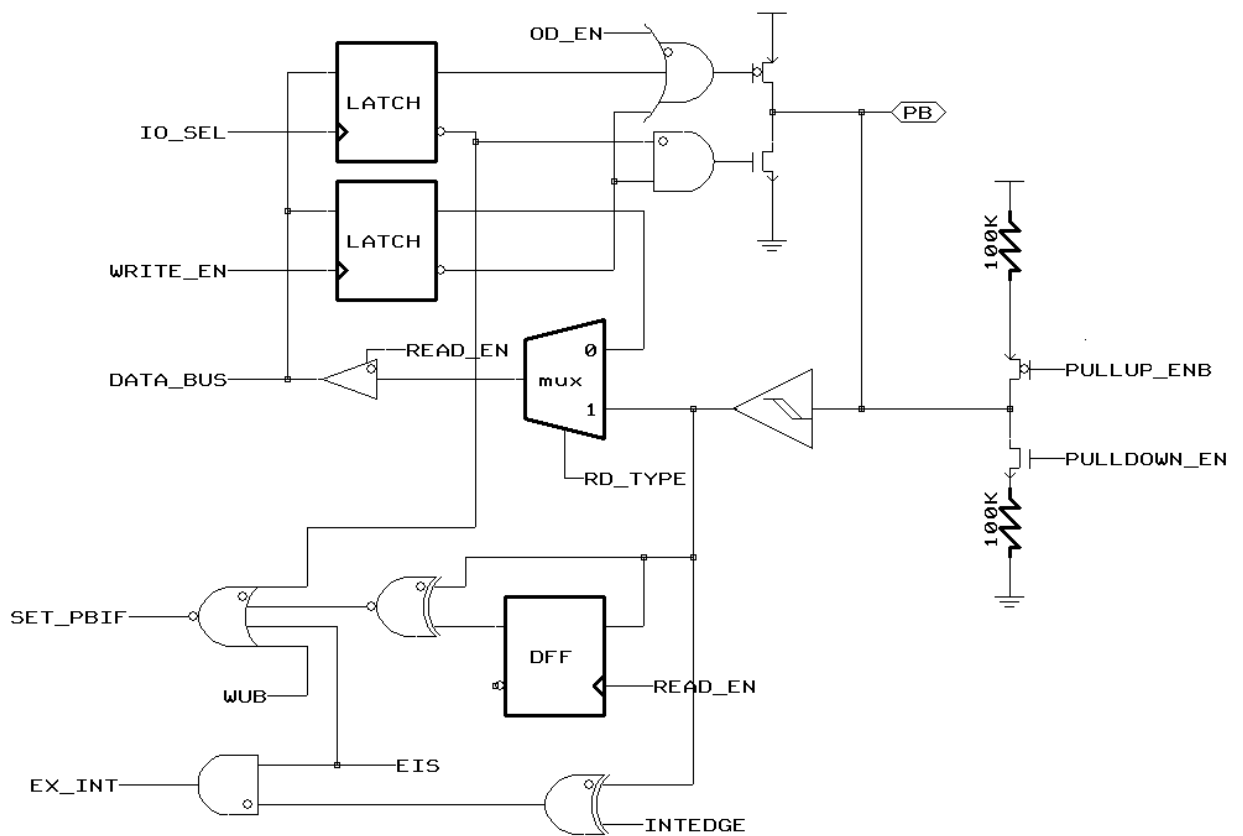 OD_EN
LATCH
PB
IO_SEL
LATCH
100K
WRITE_EN
READ_EN
0
DATA_BUS
mux
PULLUP_ENB
1
RD_TYPE
PULLDOWN_EN
100K
SET_PBIF
DFF
WUB
READ_EN
EIS
EX_INT
INTEDGE